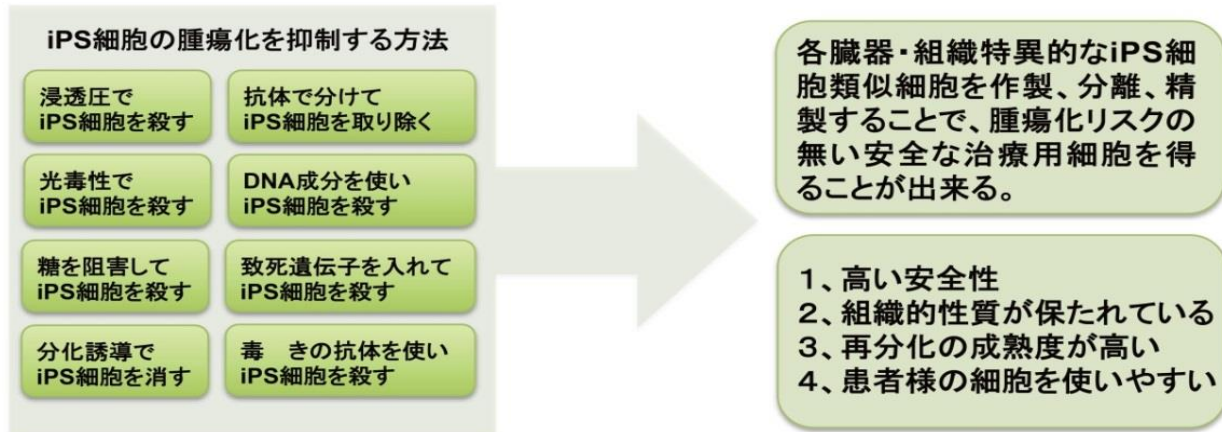 iPS細胞の腫瘍化を抑制する方法
浸透圧で
iPS細胞を殺す
抗体で分けて
iPS細胞を取り除く
光毒性で
iPS細胞を殺す
DNA成分を使い
iPS細胞を殺す
糖を阻害して
iPS細胞を殺す
致死遺伝子を入れて
iPS細胞を殺す
分化誘導で
iPS細胞を消す
毒　きの抗体を使い
iPS細胞を殺す
各臓器・組織特異的なiPS細
胞類似細胞を作製、分離、精
製することで、腫瘍化リスクの
無い安全な治療用細胞を得
ることが出来る。
1、高い安全性
2、組織的性質が保たれている
3、再分化の成熟度が高い
4、患者様の細胞を使いやすい